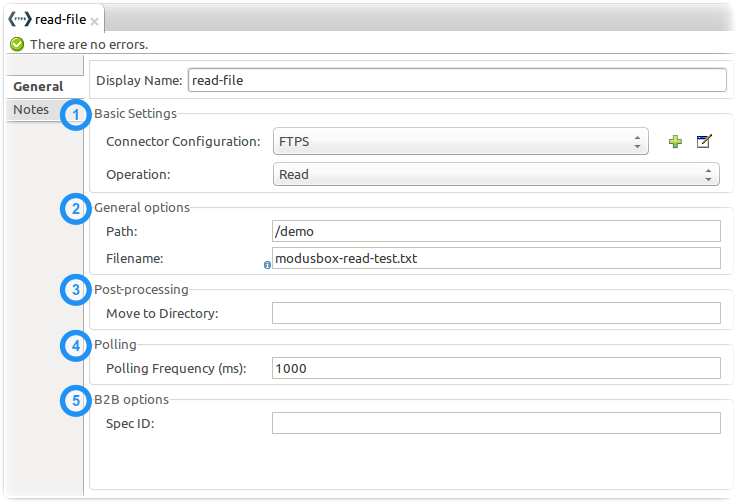 read-file
There are no errors.
General
Notes
Display Name: read-file
1 Basic Settings
Connector Configuration: FTPS
Operation: Read
2 General options
Path: /demo
Filename: modusbox-read-test.txt
3 Post-processing
Move to Directory:
4 Polling
Polling Frequency (ms): 1000
5 B2B options
Spec ID: